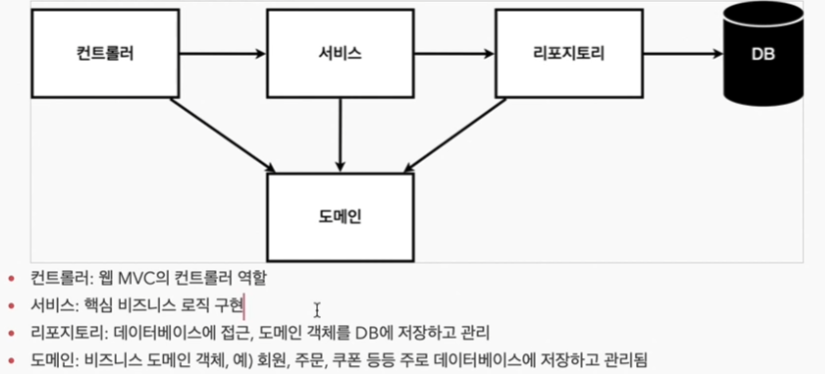 컨트롤러
서비스
리포지토리
DB
도메인
• 컨트롤러: 웹 MVC의 컨트롤러 역할
• 서비스: 핵심 비즈니스 로직 구현
• 리포지토리: 데이터베이스에 접근, 도메인 객체를 DB에 저장하고 관리
• 도메인: 비즈니스 도메인 객체, 예) 회원, 주문, 쿠폰 등등 주로 데이터베이스에 저장하고 관리됨